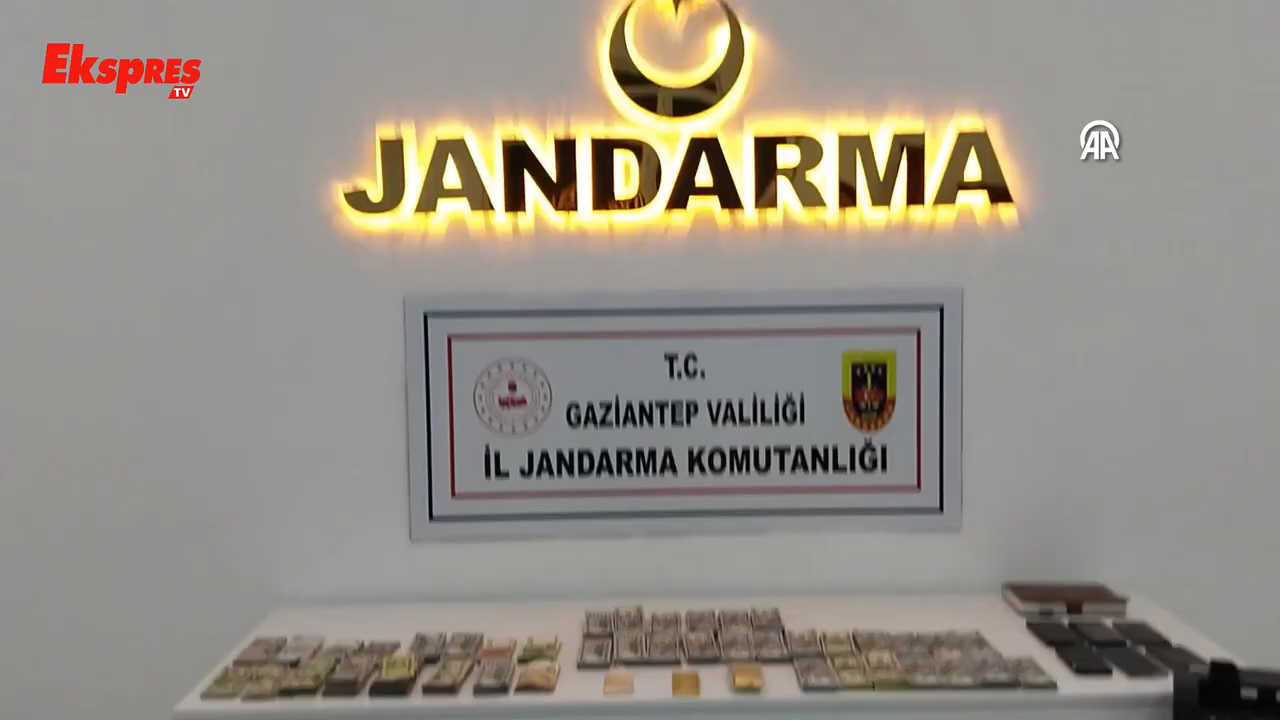 Ekspres
TV
AA
JANDARMA
T.C.
GAZİANTEP VALİLİĞİ
İL JANDARMA KOMUTANLIĞI